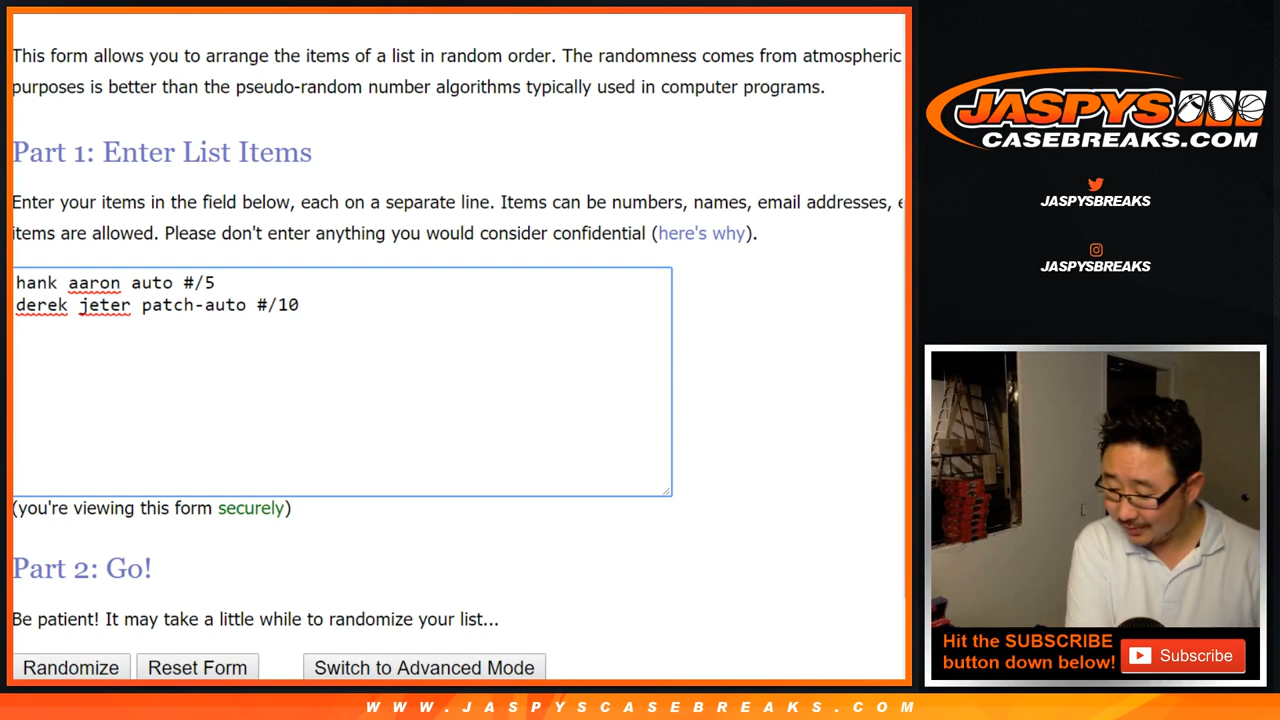 This form allows you to arrange the items of a list in random order. The randomness comes from atmospheric
purposes is better than the pseudo-random number algorithms typically used in computer programs.
Part 1: Enter List Items
Enter your items in the field below, each on a separate line. Items can be numbers, names, email addresses,
items are allowed. Please don't enter anything you would consider confidential (here's why).
hank aaron auto #/5
derek jeter patch-auto #/10
(you're viewing this form securely)
Part 2: Go!
Be patient! It may take a little while to randomize your list...
Randomize Reset Form Switch to Advanced Mode
JASPYS
CASEBREAKS.COM
JASPYSBREAKS
JASPYSBREAKS
Hit the SUBSCRIBE
button down below!
Subscribe
WWW.JASPYSCASEBREAKS.COM